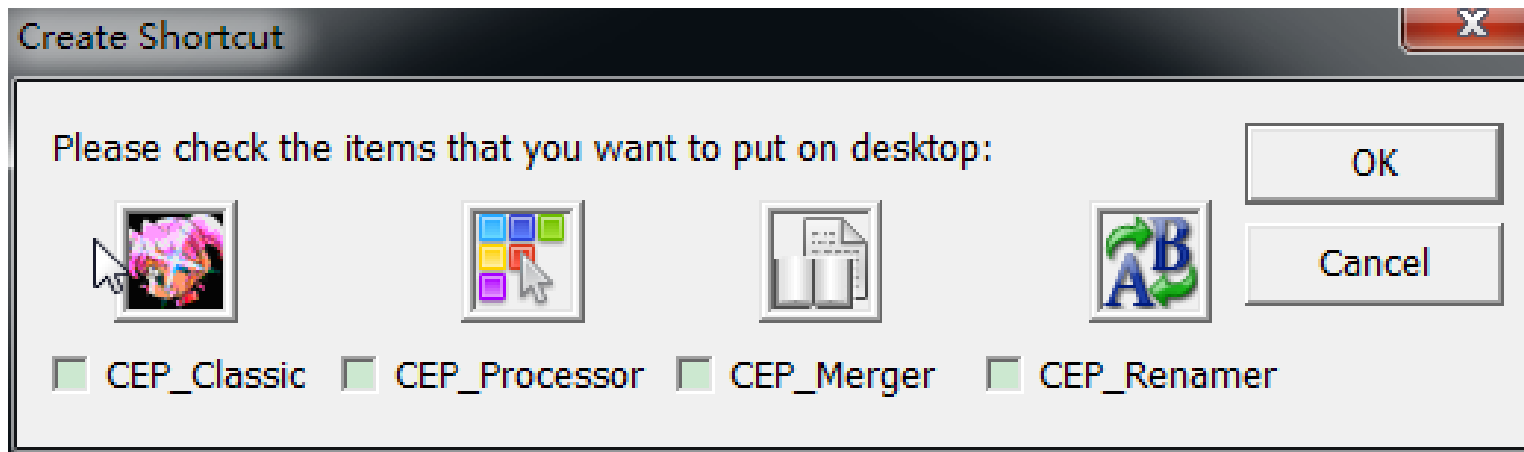 Create Shortcut
Please check the items that you want to put on desktop:
OK
Cancel
CEP_Classic CEP_Processor CEP_Merger CEP_Renamer